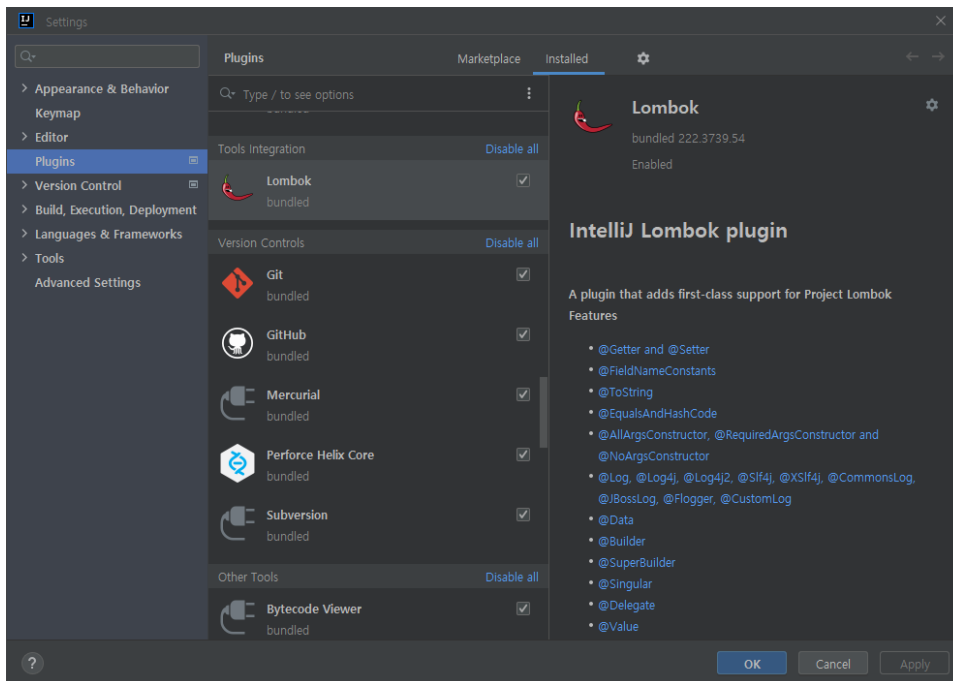 Settings
Plugins
Marketplace
Installed
Appearance & Behavior
Keymap
Editor
Plugins
Version Control
Build, Execution, Deployment
Languages & Frameworks
Tools
Advanced Settings
Type / to see options
Tools Integration
Disable all
Lombok
bundled
Version Controls
Disable all
Git
bundled
GitHub
bundled
Mercurial
bundled
Perforce Helix Core
bundled
Subversion
bundled
Other Tools
Disable all
Bytecode Viewer
bundled
Lombok
bundled 222.3739.54
Enabled
IntelliJ Lombok plugin
A plugin that adds first-class support for Project Lombok
Features
• @Getter and @Setter
• @FieldNameConstants
• @ToString
• @EqualsAndHashCode
• @AllArgsConstructor, @RequiredArgsConstructor and
@NoArgsConstructor
• @Log, @Log4j, @Log4j2, @Slf4j, @XSlf4j, @CommonsLog,
@JBossLog, @Flogger, @CustomLog
• @Data
• @Builder
• @SuperBuilder
• @Singular
• @Delegate
• @Value
?
OK
Cancel
Apply